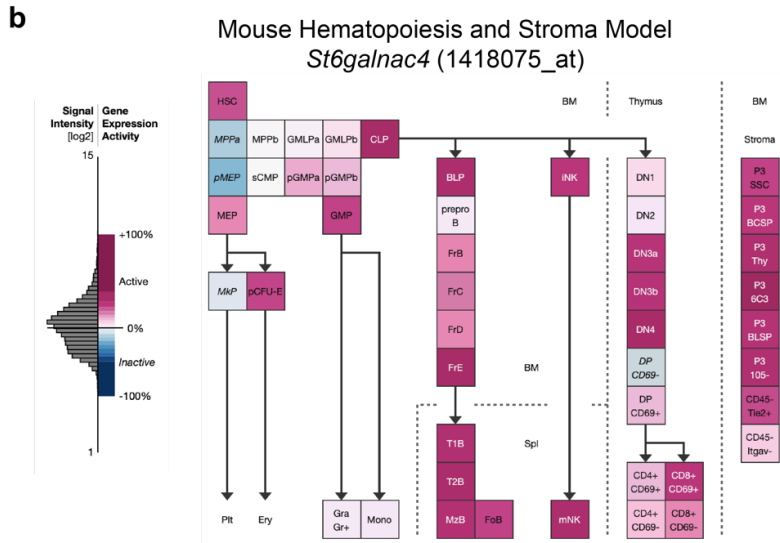 b
Mouse Hematopoiesis and Stroma Model
St6galnac4 (1418075_at)
Signal Gene
Intensity Expression
[log2] Activity
15
+100%
Active
0%
Inactive
-100%
1
BM
Thymus
BM
Stroma
HSC
MPPa MPPb GMLPa GMLPb CLP
pMEP sCMP pGMPa pGMPb
MEP GMP
MkP pCFU-E
Plt Ery
Gra
Gr+
Mono
BLP
prepro
B
FrB
FrC
FrD
FrE
BM
Spl
T1B
T2B
MzB FoB
iNK
mNK
DN1
DN2
DN3a
DN3b
DN4
DP
CD69-
DP
CD69+
CD4+ CD8+
CD69+ CD69+
CD4+ CD8+
CD69- CD69-
P3
SSC
P3
BCSP
P3
Thy
P3
6C3
P3
BLSP
P3
105-
CD45-
Tie2+
CD45-
Itgav-